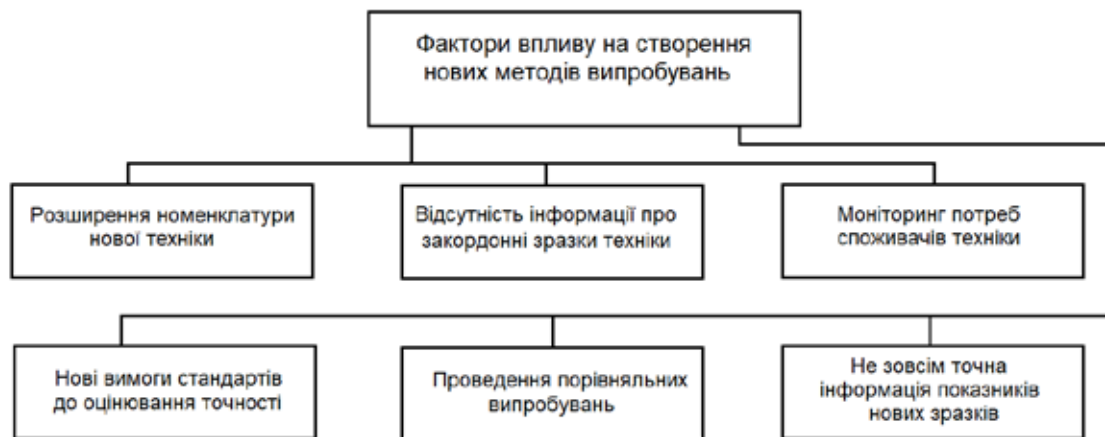 Фактори впливу на створення
нових методів випробувань
Розширення номенклатури
нової техніки
Відсутність інформації про
закордонні зразки техніки
Моніторинг потреб
споживачів техніки
Нові вимоги стандартів
до оцінювання точності
Проведення порівняльних
випробувань
Не зовсім точна
інформація показників
нових зразків